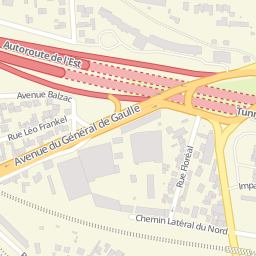 Autoroute de l'Est
Avenue Balzac
Tunn
Rue Léo Frankel
Avenue du Général de Gaulle
Rue Floréal
Impa
Chemin Latéral du Nord